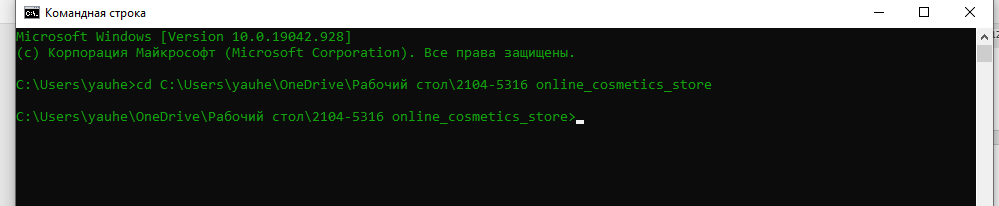 Командная строка
Microsoft Windows [Version 10.0.19042.928]
(c) Корпорация Майкрософт (Microsoft Corporation). Все права защищены.
C:\Users\yauhe>cd C:\Users\yauhe\OneDrive\Рабочий стол\2104-5316 online_cosmetics_store
C:\Users\yauhe\OneDrive\Рабочий стол\2104-5316 online_cosmetics_store>